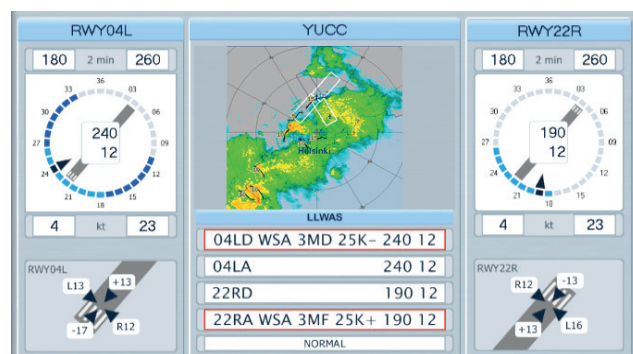 RWY04L
180 2 min 260
36
33 03
30 06
27 09
24 12
21 15
18
240
12
4 kt 23
RWY04L
L13 +13
-17 R12
YUCC
Helsinki
LLWAS
04LD WSA 3MD 25K- 240 12
04LA 240 12
22RD 190 12
22RA WSA 3MF 25K+ 190 12
NORMAL
RWY22R
180 2 min 260
36
33 03
30 06
27 09
24 12
21 15
18
190
12
4 kt 23
RWY22R
R12 -13
+13 L16